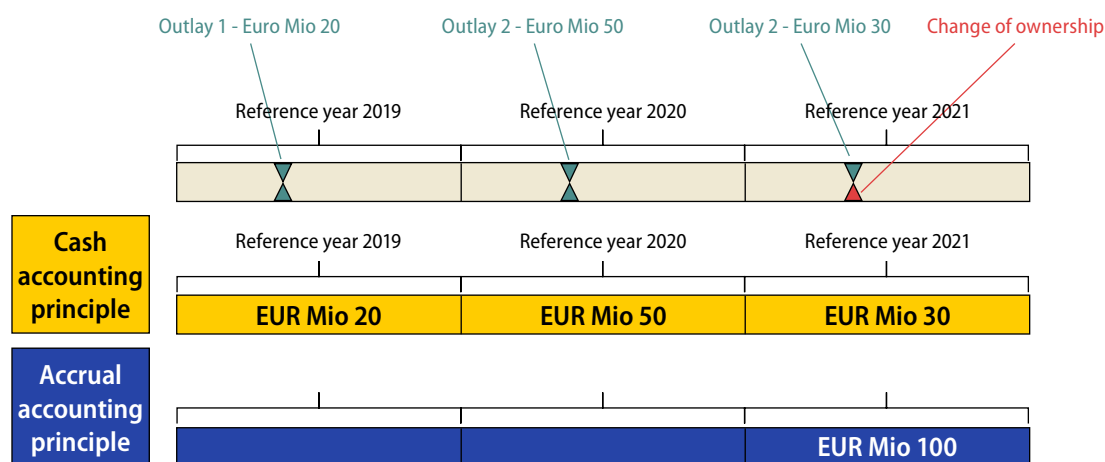 Outlay 1 - Euro Mio 20 Outlay 2 - Euro Mio 50 Outlay 2 - Euro Mio 30 Change of ownership
Reference year 2019 Reference year 2020 Reference year 2021
Cash
accounting
principle
Reference year 2019 Reference year 2020 Reference year 2021
EUR Mio 20 EUR Mio 50 EUR Mio 30
Accrual
accounting
principle
EUR Mio 100